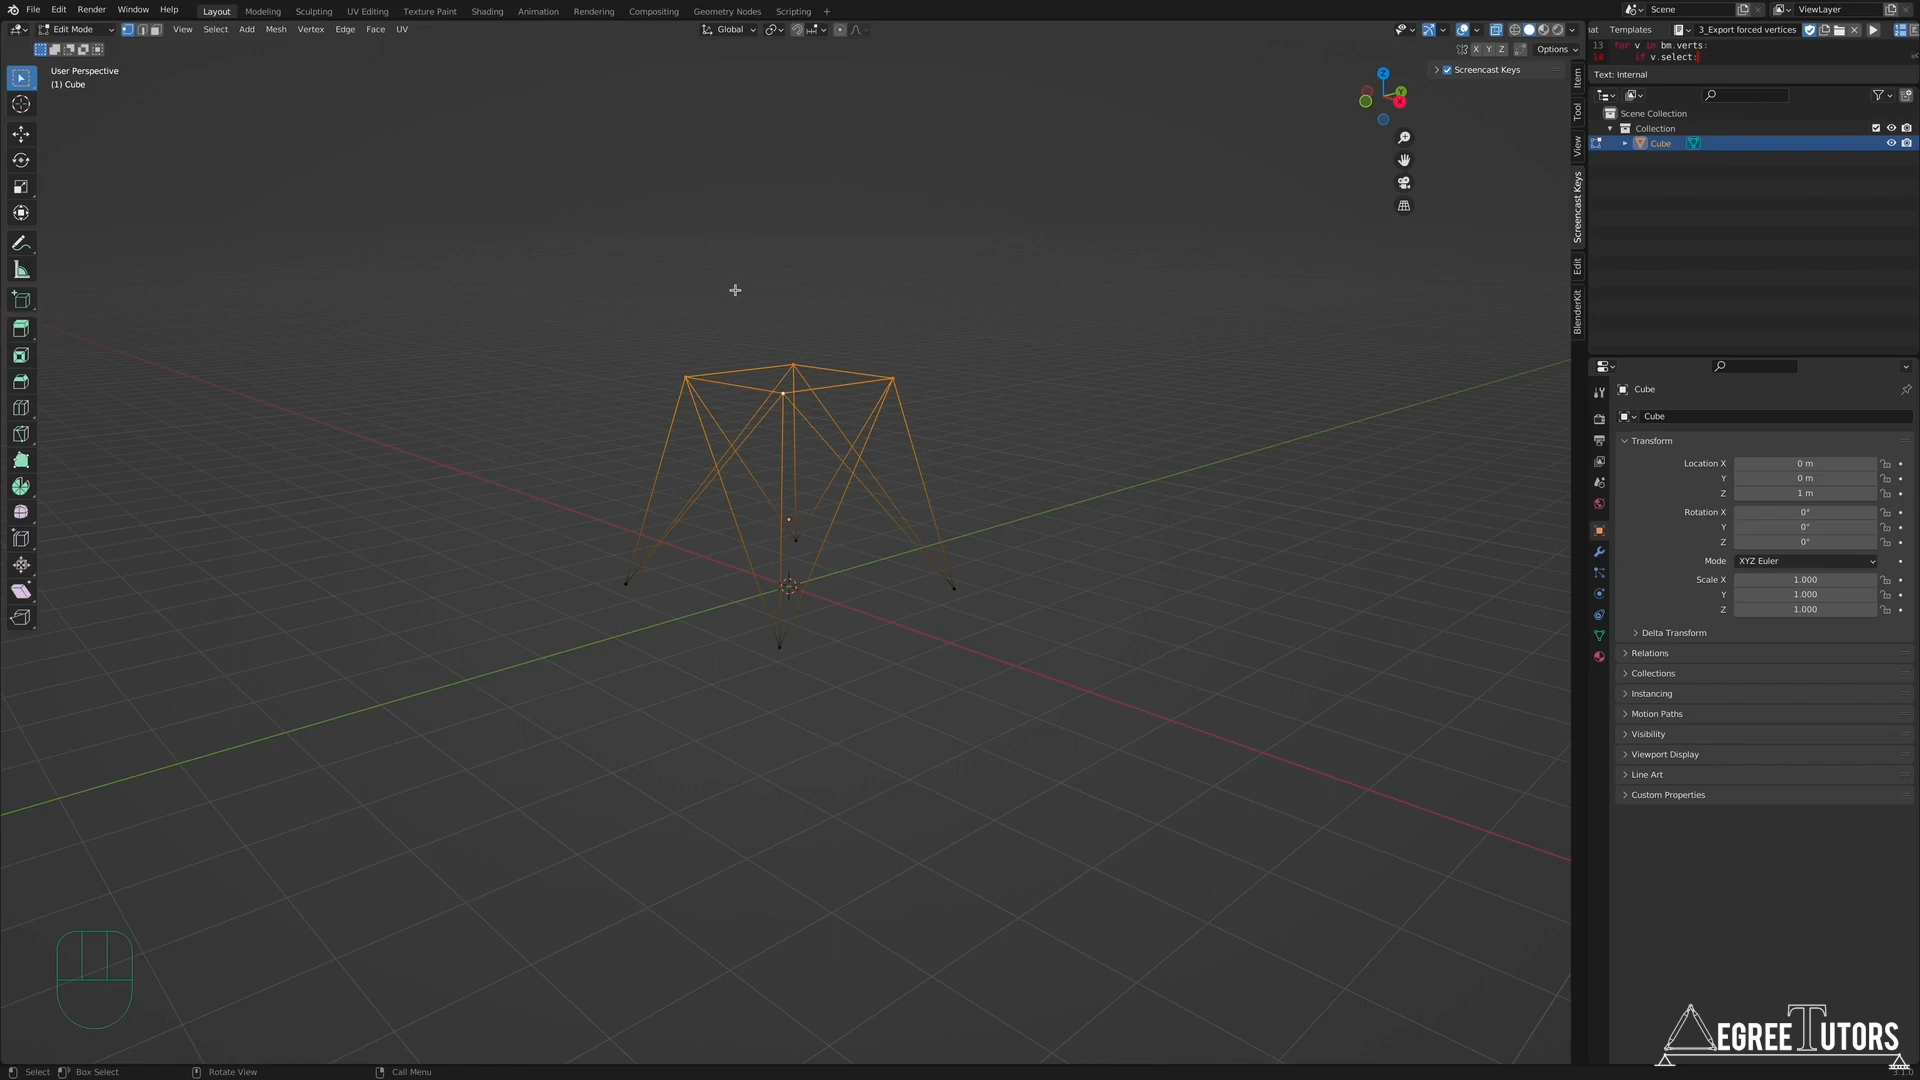 File Edit Render Window Help Layout Modeling Sculpting UV Editing Texture Paint Shading Animation Rendering Compositing Geometry Nodes Scripting + Scene ViewLayer
Edit Mode View Select Add Mesh Vertex Edge Face UV Global Templates 3_Export forced vertices
X Y Z Options
13 for v in bm.verts:
14 if v.select:
Text: Internal
User Perspective
(1) Cube
Screencast Keys
Z
Y
X
Item
Tool
View
Screencast Keys
Edit
BlenderKit
Scene Collection
Collection
Cube
Cube
Cube
Transform
Location X 0 m
Y 0 m
Z 1 m
Rotation X 0°
Y 0°
Z 0°
Mode XYZ Euler
Scale X 1.000
Y 1.000
Z 1.000
Delta Transform
Relations
Collections
Instancing
Motion Paths
Visibility
Viewport Display
Line Art
Custom Properties
DEGREE TUTORS
Select Box Select Rotate View Call Menu 3.1.0